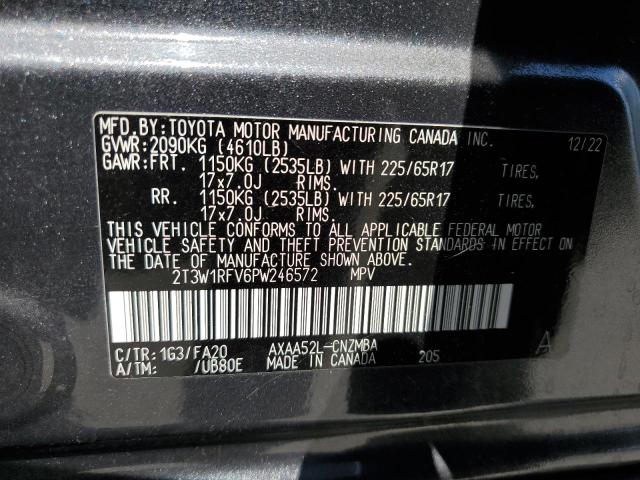 MFD.BY:TOYOTA MOTOR MANUFACTURING CANADA INC. 12/22
GVWR:2090KG (4610LB)
GAWR:FRT. 1150KG (2535LB) WITH 225/65R17 TIRES,
17x7.0J RIMS.
RR. 1150KG (2535LB) WITH 225/65R17 TIRES,
17x7.0J RIMS.
THIS VEHICLE CONFORMS TO ALL APPLICABLE FEDERAL MOTOR
VEHICLE SAFETY AND THEFT PREVENTION STANDARDS IN EFFECT ON
THE DATE OF MANUFACTURE SHOWN ABOVE.
2T3W1RFV6PW246572 MPV
C/TR:1G3/FA20 AXAA52L-CNZMBA A
A/TM: /UB80E MADE IN CANADA 205